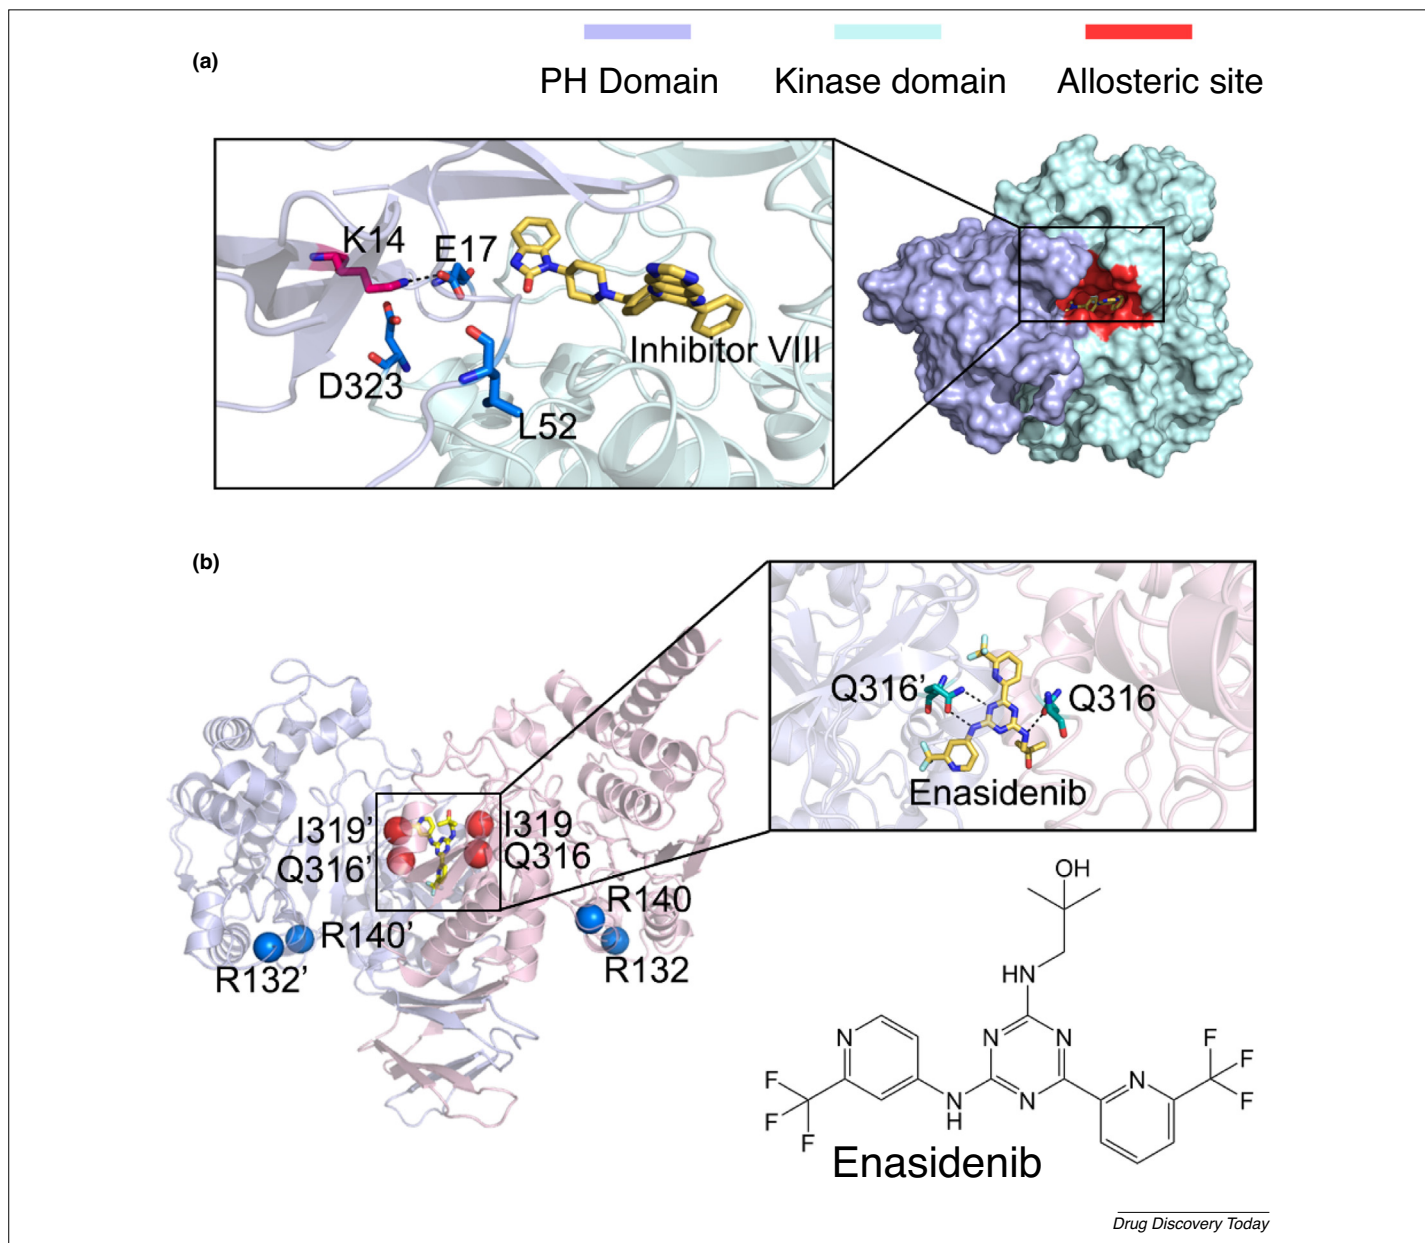 (a)
PH Domain
Kinase domain
Allosteric site
K14
E17
D323
L52
Inhibitor VIII
(b)
Q316’
Q316
Enasidenib
I319’
I319
Q316’
Q316
R140’
R140
R132’
R132
OH
HN
N
N
N
N
N
N
H
F
F
F
F
F
F
Enasidenib
Drug Discovery Today